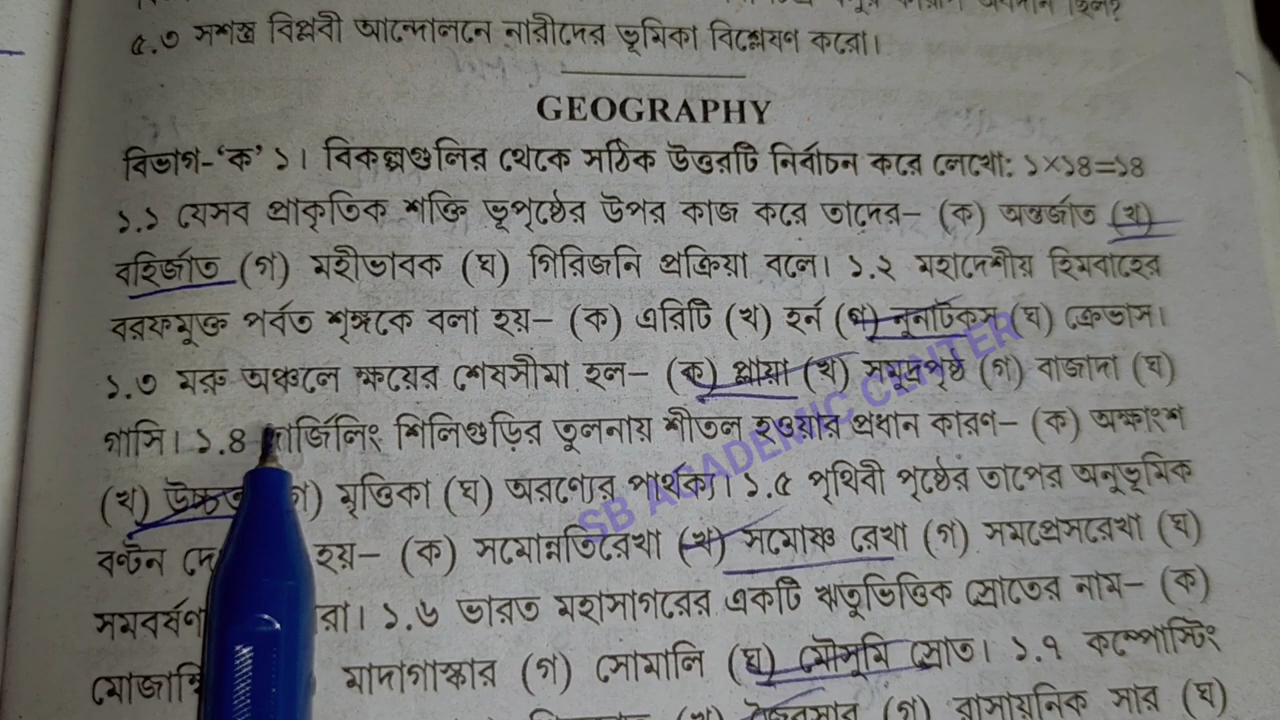 ৫.৩ সশস্ত্র বিপ্লবী আন্দোলনে নারীদের ভূমিকা বিশ্লেষণ করো।
GEOGRAPHY
বিভাগ-‘ক’ ১। বিকল্পগুলির থেকে সঠিক উত্তরটি নির্বাচন করে লেখো: ১×১৪=১৪
১.১ যেসব প্রাকৃতিক শক্তি ভূপৃষ্ঠের উপর কাজ করে তাদের– (ক) অন্তর্জাত (খ)
বহির্জাত (গ) মহীভাবক (ঘ) গিরিজনি প্রক্রিয়া বলে। ১.২ মহাদেশীয় হিমবাহের
বরফমুক্ত পর্বত শৃঙ্গকে বলা হয়– (ক) এরিটি (খ) হর্ন (গ) নুনাটকস (ঘ) ক্রেভাস।
১.৩ মরু অঞ্চলে ক্ষয়ের শেষসীমা হল– (ক) প্লায়া (খ) সমুদ্রপৃষ্ঠ (গ) বাজাদা (ঘ)
গাসি। ১.৪ দার্জিলিং শিলিগুড়ির তুলনায় শীতল হওয়ার প্রধান কারণ– (ক) অক্ষাংশ
(খ) গ) মৃত্তিকা (ঘ) অরণ্যের পার্থক্য। ১.৫ পৃথিবী পৃষ্ঠের তাপের অনুভূমিক
বণ্টন হয়– (ক) সমোন্নতিরেখা (খ) সমোষ্ণ রেখা (গ) সমপ্রেসরেখা (ঘ)
সমবর্ষণ রা। ১.৬ ভারত মহাসাগরের একটি ঋতুভিত্তিক স্রোতের নাম– (ক)
মাদাগাস্কার (গ) সোমালি (ঘ) মৌসুমি স্রোত। ১.৭ কম্পোস্টিং
(খ) জৈবসার (গ) রাসায়নিক সার (ঘ)
SB ACADEMIC CENTER